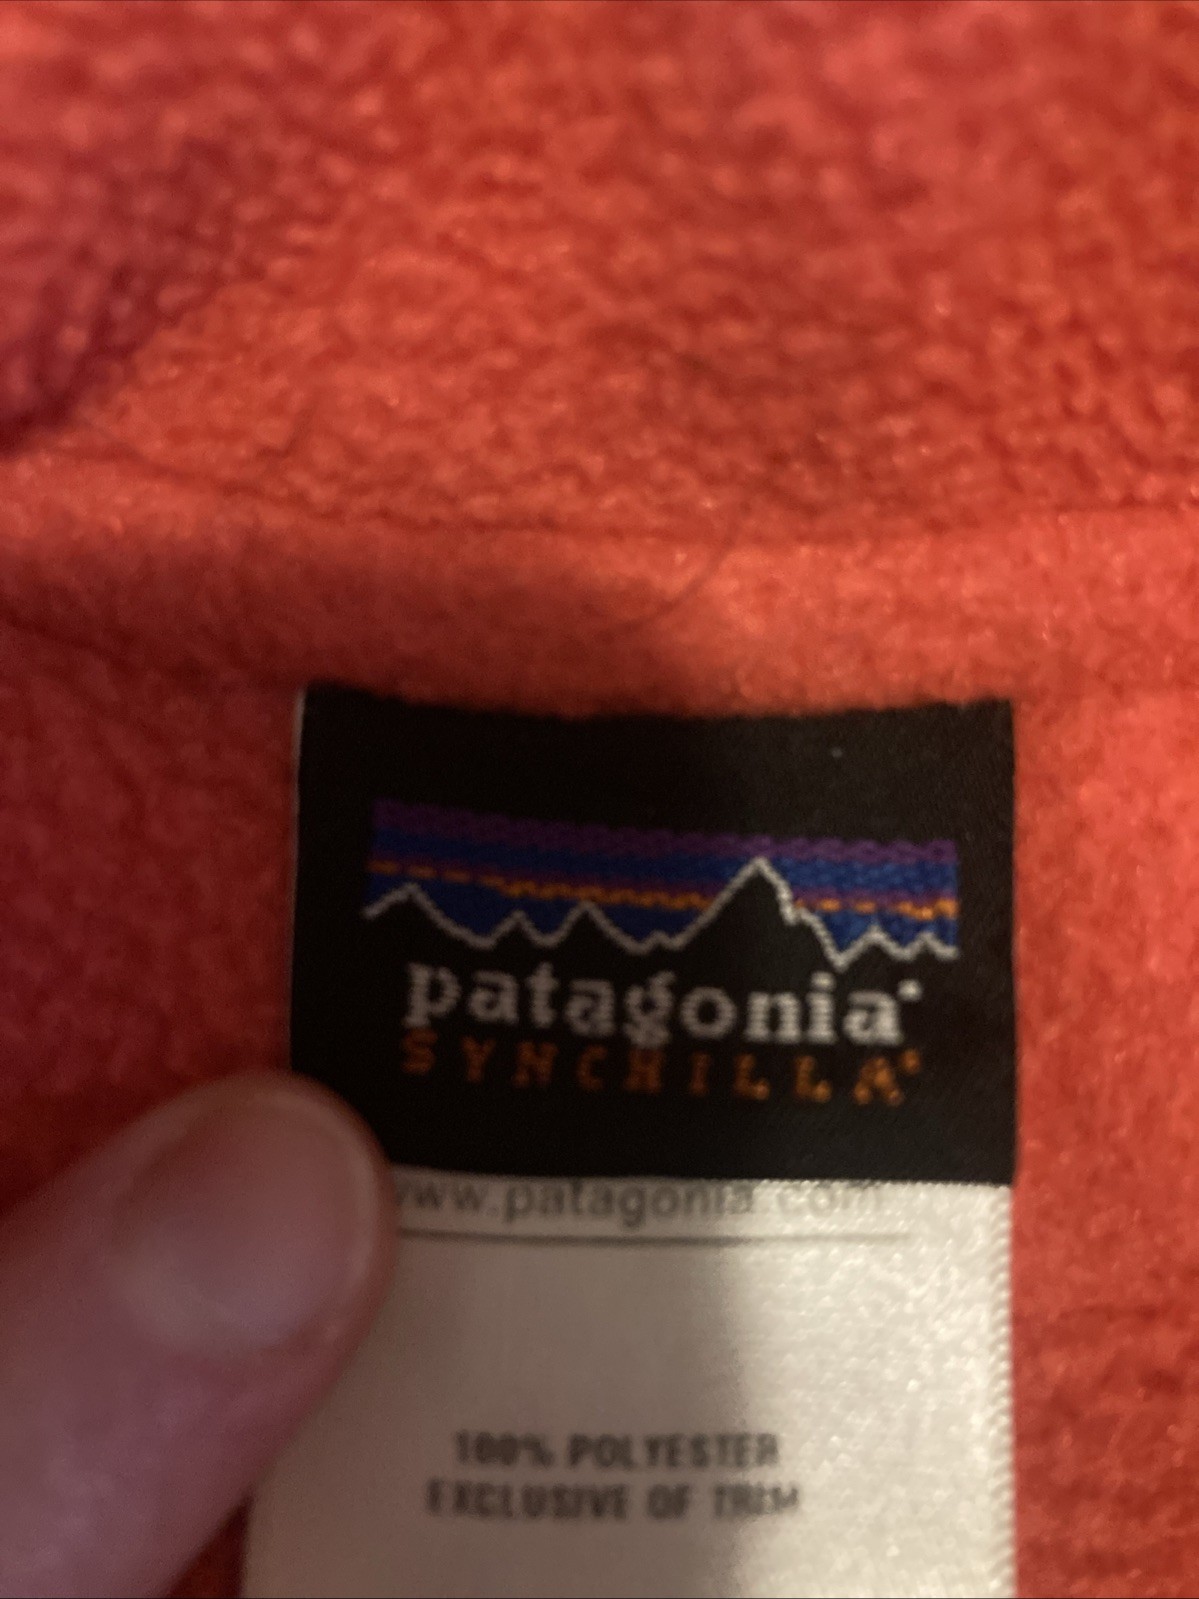 patagonia®
SYNCHILLA®
www.patagonia.com
100% POLYESTER
EXCLUSIVE OF TRIM